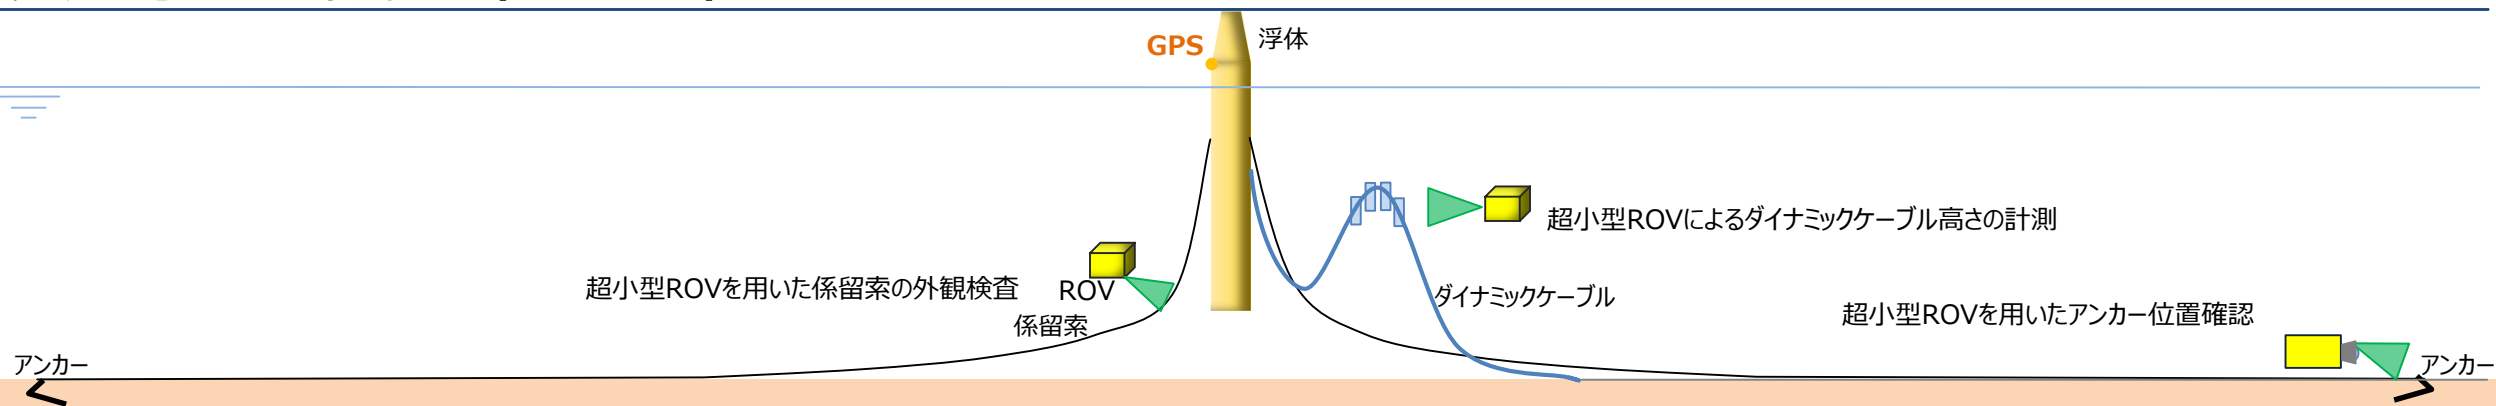 GPS
浮体
超小型ROVによるダイナミックケーブル高さの計測
超小型ROVを用いた係留索の外観検査
ROV
ダイナミックケーブル
超小型ROVを用いたアンカー位置確認
係留索
アンカー
アンカー